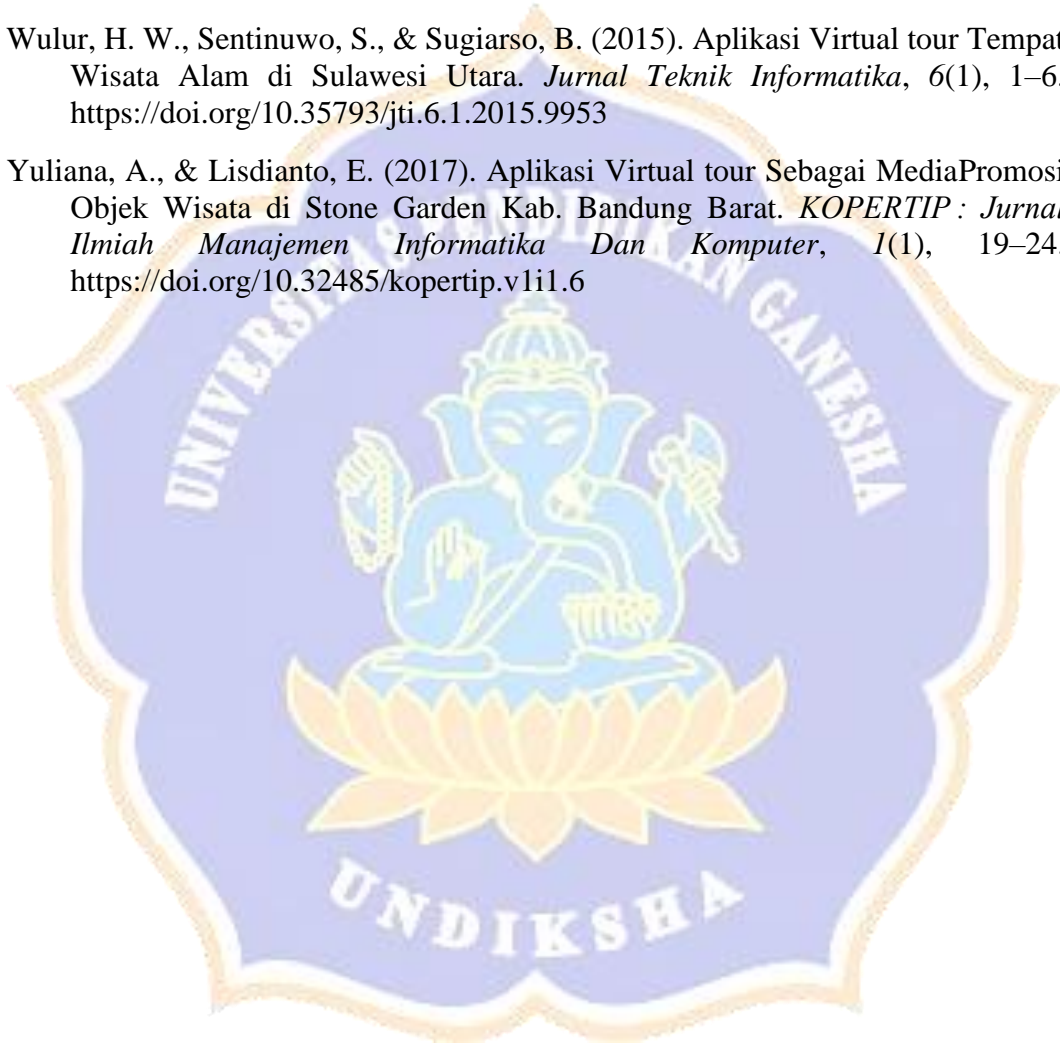 Wulur, H. W., Sentinuwo, S., & Sugiarso, B. (2015). Aplikasi Virtual tour Tempat
Wisata Alam di Sulawesi Utara. Jurnal Teknik Informatika, 6(1), 1–6.
https://doi.org/10.35793/jti.6.1.2015.9953
Yuliana, A., & Lisdianto, E. (2017). Aplikasi Virtual tour Sebagai MediaPromosi
Objek Wisata di Stone Garden Kab. Bandung Barat. KOPERTIP : Jurnal
Ilmiah Manajemen Informatika Dan Komputer, 1(1), 19–24.
https://doi.org/10.32485/kopertip.v1i1.6
UNIVERSITAS PENDIDIKAN GANESHA
UNDIKSHA